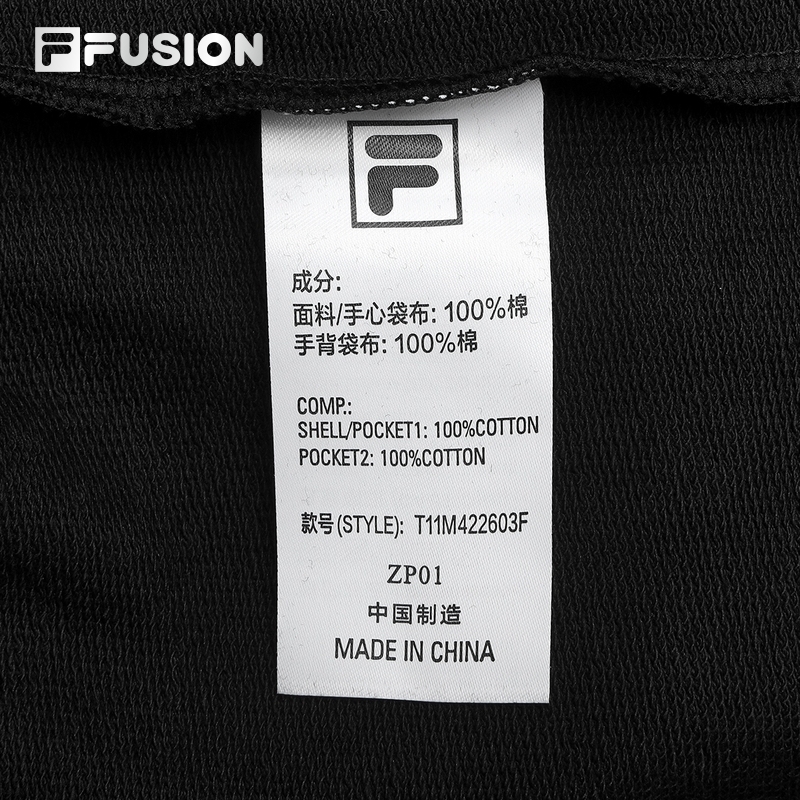 FUSION
成分:
面料/手心袋布: 100%棉
手背袋布: 100%棉
COMP.:
SHELL/POCKET1: 100%COTTON
POCKET2: 100%COTTON
款号(STYLE): T11M422603F
ZP01
中国制造
MADE IN CHINA